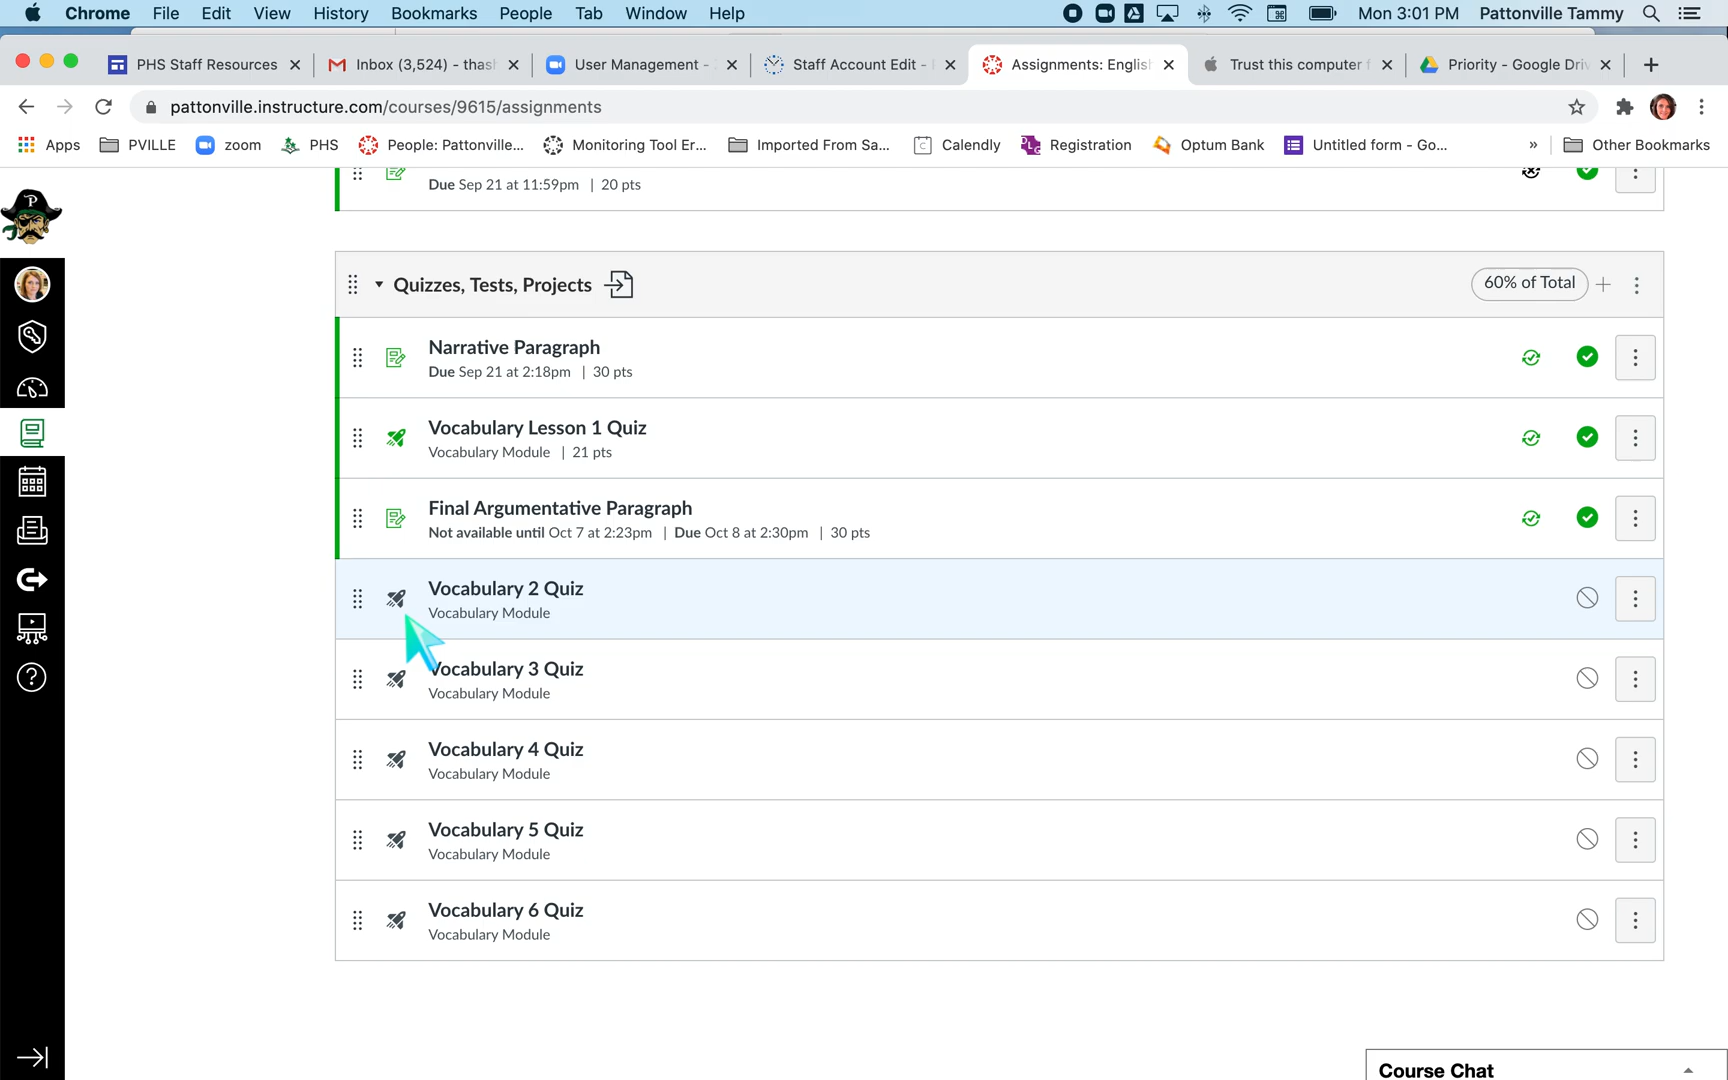 Chrome File Edit View History Bookmarks People Tab Window Help Mon 3:01 PM Pattonville Tammy
PHS Staff Resources Inbox (3,524) - thas User Management - Staff Account Edit - Assignments: English Trust this computer Priority - Google Driv
pattonville.instructure.com/courses/9615/assignments
Apps PVILLE zoom PHS People: Pattonville... Monitoring Tool Er... Imported From Sa... Calendly Registration Optum Bank Untitled form - Go... » Other Bookmarks
Due Sep 21 at 11:59pm | 20 pts
Quizzes, Tests, Projects 60% of Total
Narrative Paragraph
Due Sep 21 at 2:18pm | 30 pts
Vocabulary Lesson 1 Quiz
Vocabulary Module | 21 pts
Final Argumentative Paragraph
Not available until Oct 7 at 2:23pm | Due Oct 8 at 2:30pm | 30 pts
Vocabulary 2 Quiz
Vocabulary Module
Vocabulary 3 Quiz
Vocabulary Module
Vocabulary 4 Quiz
Vocabulary Module
Vocabulary 5 Quiz
Vocabulary Module
Vocabulary 6 Quiz
Vocabulary Module
Course Chat